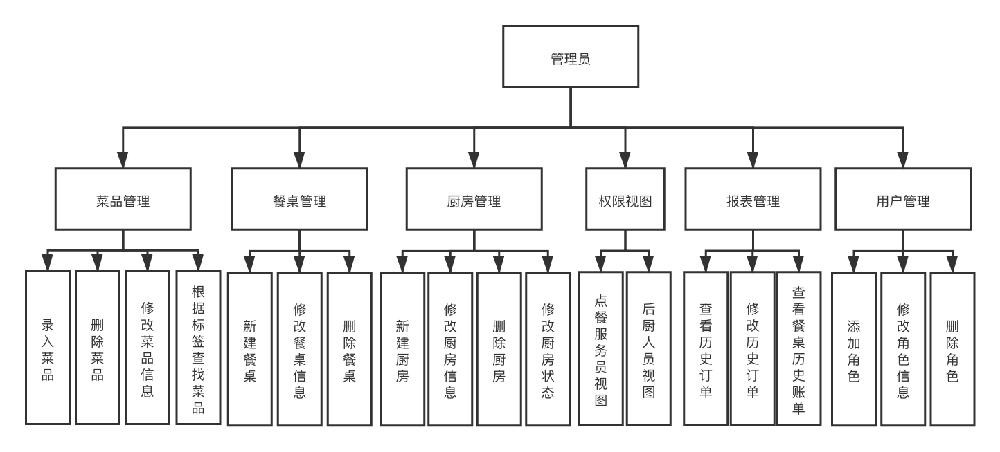 管理员
菜品管理
餐桌管理
厨房管理
权限视图
报表管理
用户管理
录入菜品
删除菜品
修改菜品信息
根据标签查找菜品
新建餐桌
修改餐桌信息
删除餐桌
新建厨房
修改厨房信息
删除厨房
修改厨房状态
点餐服务员视图
后厨人员视图
查看历史订单
修改历史订单
查看餐桌历史账单
添加角色
修改角色信息
删除角色